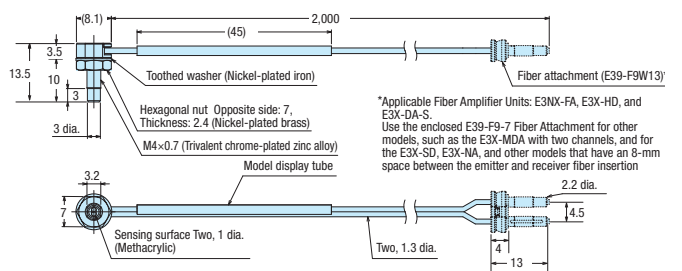 (8.1)
2,000
(45)
3.5
13.5
10
3
3 dia.
Toothed washer (Nickel-plated iron)
Fiber attachment (E39-F9W13)*
Hexagonal nut Opposite side: 7,
Thickness: 2.4 (Nickel-plated brass)
M4×0.7 (Trivalent chrome-plated zinc alloy)
*Applicable Fiber Amplifier Units: E3NX-FA, E3X-HD, and
E3X-DA-S.
Use the enclosed E39-F9-7 Fiber Attachment for other
models, such as the E3X-MDA with two channels, and for
the E3X-SD, E3X-NA, and other models that have an 8-mm
space between the emitter and receiver fiber insertion
Model display tube
3.2
7
2.2 dia.
4.5
Sensing surface Two, 1 dia.
(Methacrylic)
Two, 1.3 dia.
4
13